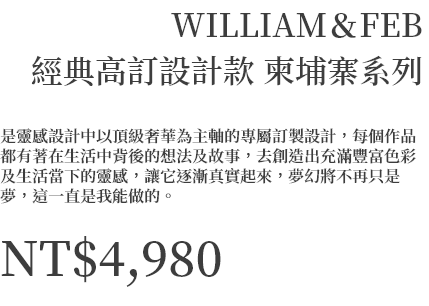 WILLIAM&FEB
經典高訂設計款 柬埔寨系列
是靈感設計中以頂級奢華為主軸的專屬訂製設計，每個作品
都有著在生活中背後的想法及故事，去創造出充滿豐富色彩
及生活當下的靈感，讓它逐漸真實起來，夢幻將不再只是
夢，這一直是我能做的。
NT$4,980